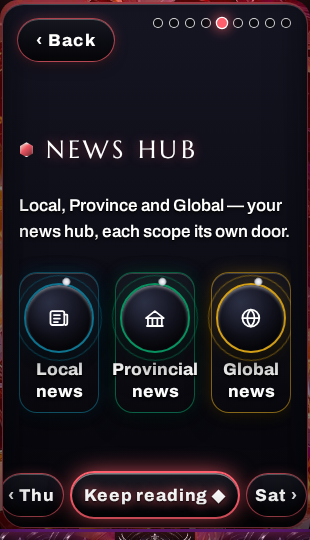 ‹ Back
NEWS HUB
Local, Province and Global — your
news hub, each scope its own door.
Local
news
Provincial
news
Global
news
‹ Thu
Keep reading ◆
Sat ›